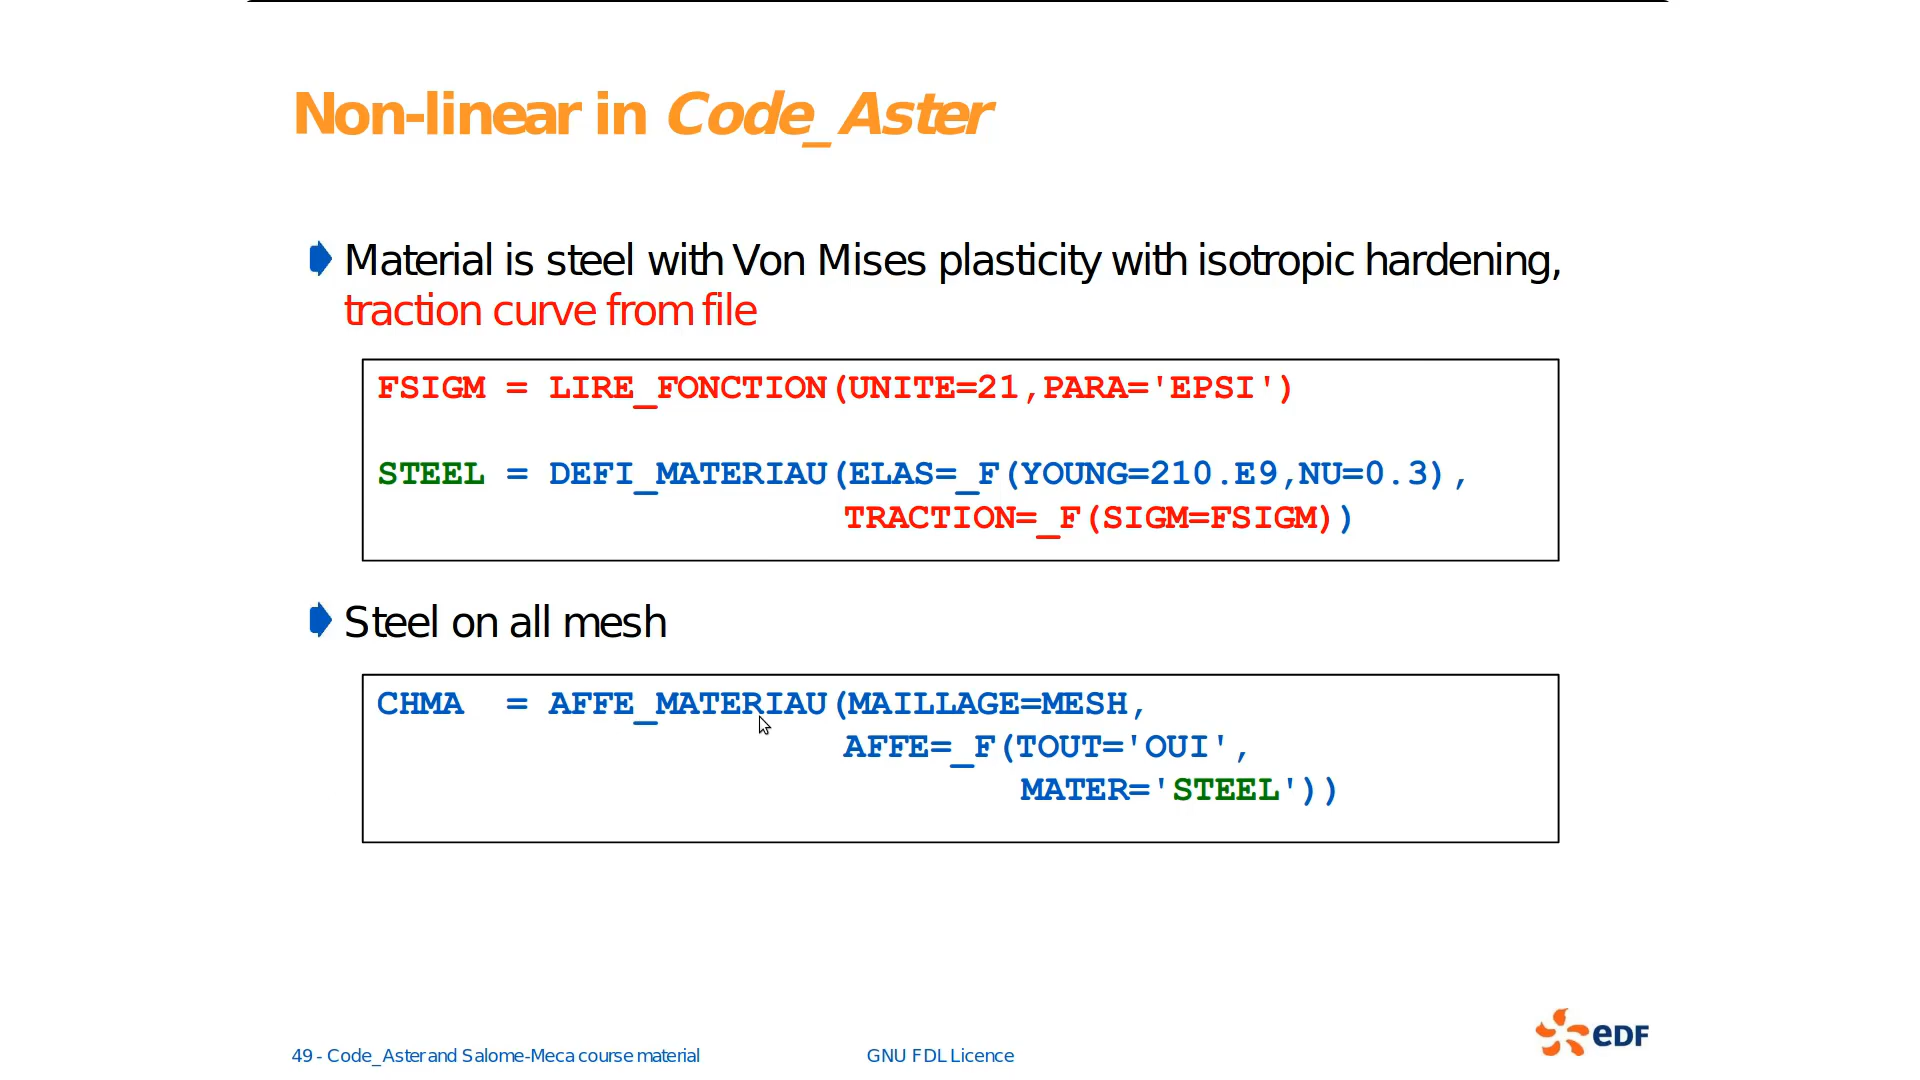 Non-linear in Code_Aster
Material is steel with Von Mises plasticity with isotropic hardening,
traction curve from file
FSIGM = LIRE_FONCTION(UNITE=21,PARA='EPSI')
STEEL = DEFI_MATERIAU(ELAS=_F(YOUNG=210.E9,NU=0.3),
TRACTION=_F(SIGM=FSIGM))
Steel on all mesh
CHMA = AFFE_MATERIAU(MAILLAGE=MESH,
AFFE=_F(TOUT='OUI',
MATER='STEEL'))
49 - Code_Aster and Salome-Meca course material
GNU FDL Licence
eDF